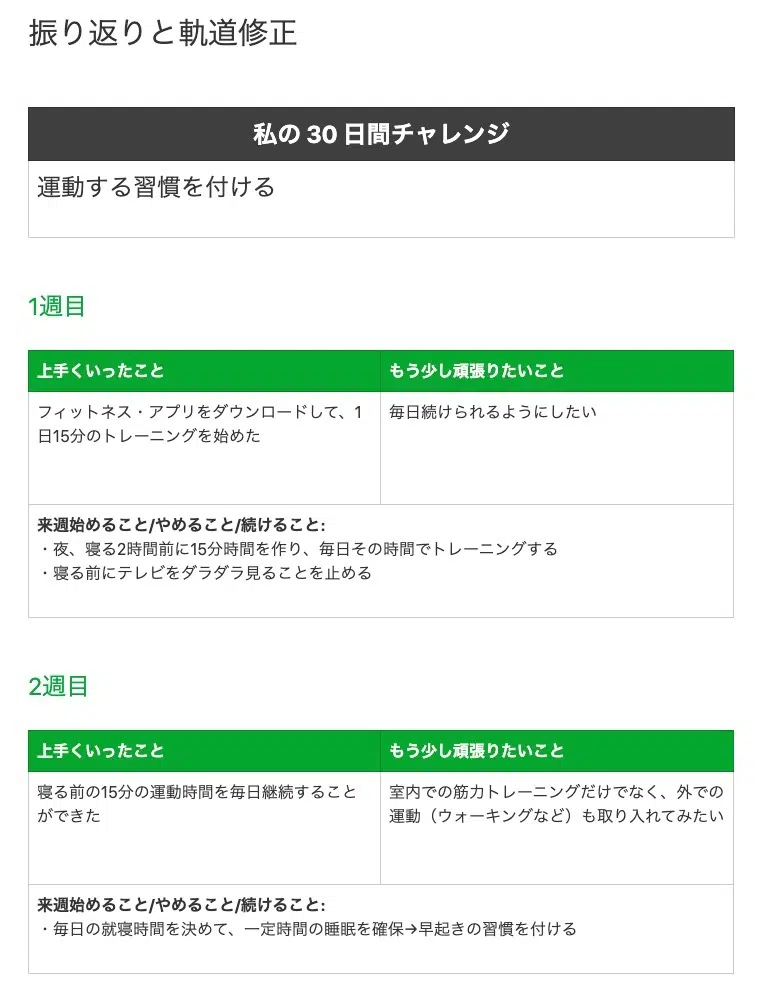 振り返りと軌道修正
私の 30 日間チャレンジ
運動する習慣を付ける
1週目
上手くいったこと
もう少し頑張りたいこと
フィットネス・アプリをダウンロードして、1
日15分のトレーニングを始めた
毎日続けられるようにしたい
来週始めること/やめること/続けること:
・夜、寝る2時間前に15分時間を作り、毎日その時間でトレーニングする
・寝る前にテレビをダラダラ見ることを止める
2週目
上手くいったこと
もう少し頑張りたいこと
寝る前の15分の運動時間を毎日継続すること
ができた
室内での筋力トレーニングだけでなく、外での
運動（ウォーキングなど）も取り入れてみたい
来週始めること/やめること/続けること:
・毎日の就寝時間を決めて、一定時間の睡眠を確保→早起きの習慣を付ける